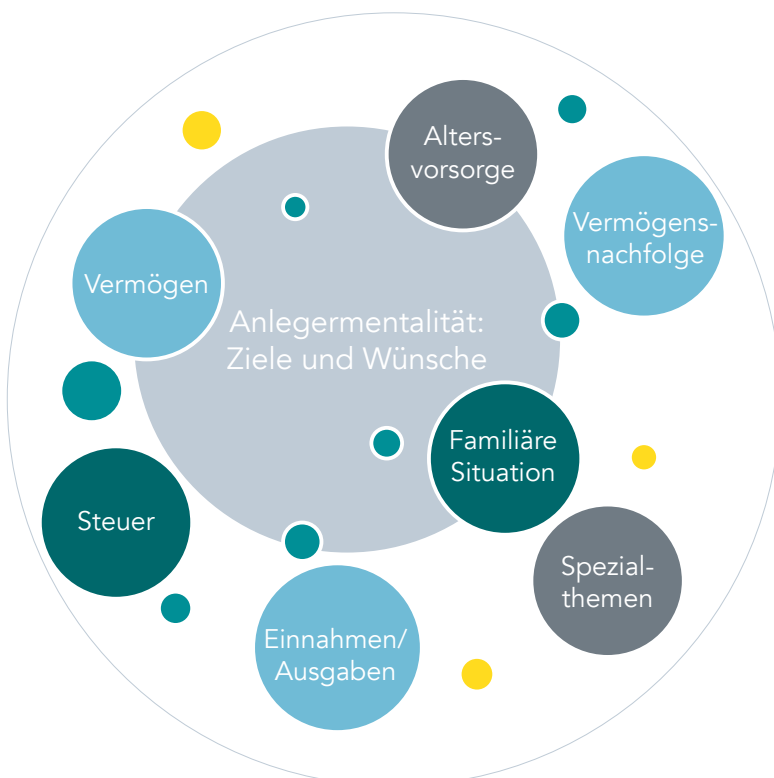 Alters-
vorsorge
Vermögens-
nachfolge
Vermögen
Anlegermentalität:
Ziele und Wünsche
Familiäre
Situation
Steuer
Spezial-
themen
Einnahmen/
Ausgaben